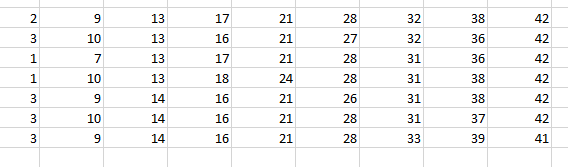 2 9 13 17 21 28 32 38 42
3 10 13 16 21 27 32 36 42
1 7 13 17 21 28 31 36 42
1 10 13 18 24 28 31 38 42
3 9 14 16 21 26 31 38 42
3 10 14 16 21 28 31 37 42
3 9 14 16 21 28 33 39 41